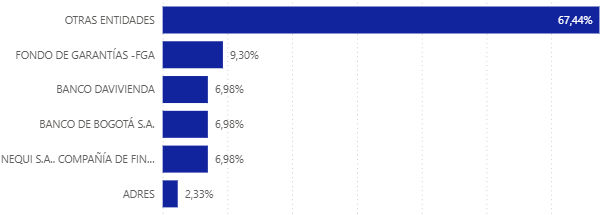 OTRAS ENTIDADES 67,44%
FONDO DE GARANTÍAS -FGA 9,30%
BANCO DAVIVIENDA 6,98%
BANCO DE BOGOTÁ S.A. 6,98%
NEQUI S.A.. COMPAÑÍA DE FIN... 6,98%
ADRES 2,33%